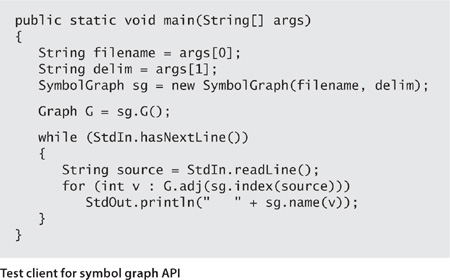 public static void main(String[] args)
{
   String filename = args[0];
   String delim = args[1];
   SymbolGraph sg = new SymbolGraph(filename, delim);

   Graph G = sg.G();

   while (StdIn.hasNextLine())
   {
      String source = StdIn.readLine();
      for (int v : G.adj(sg.index(source)))
         StdOut.println("   " + sg.name(v));
   }
}
Test client for symbol graph API